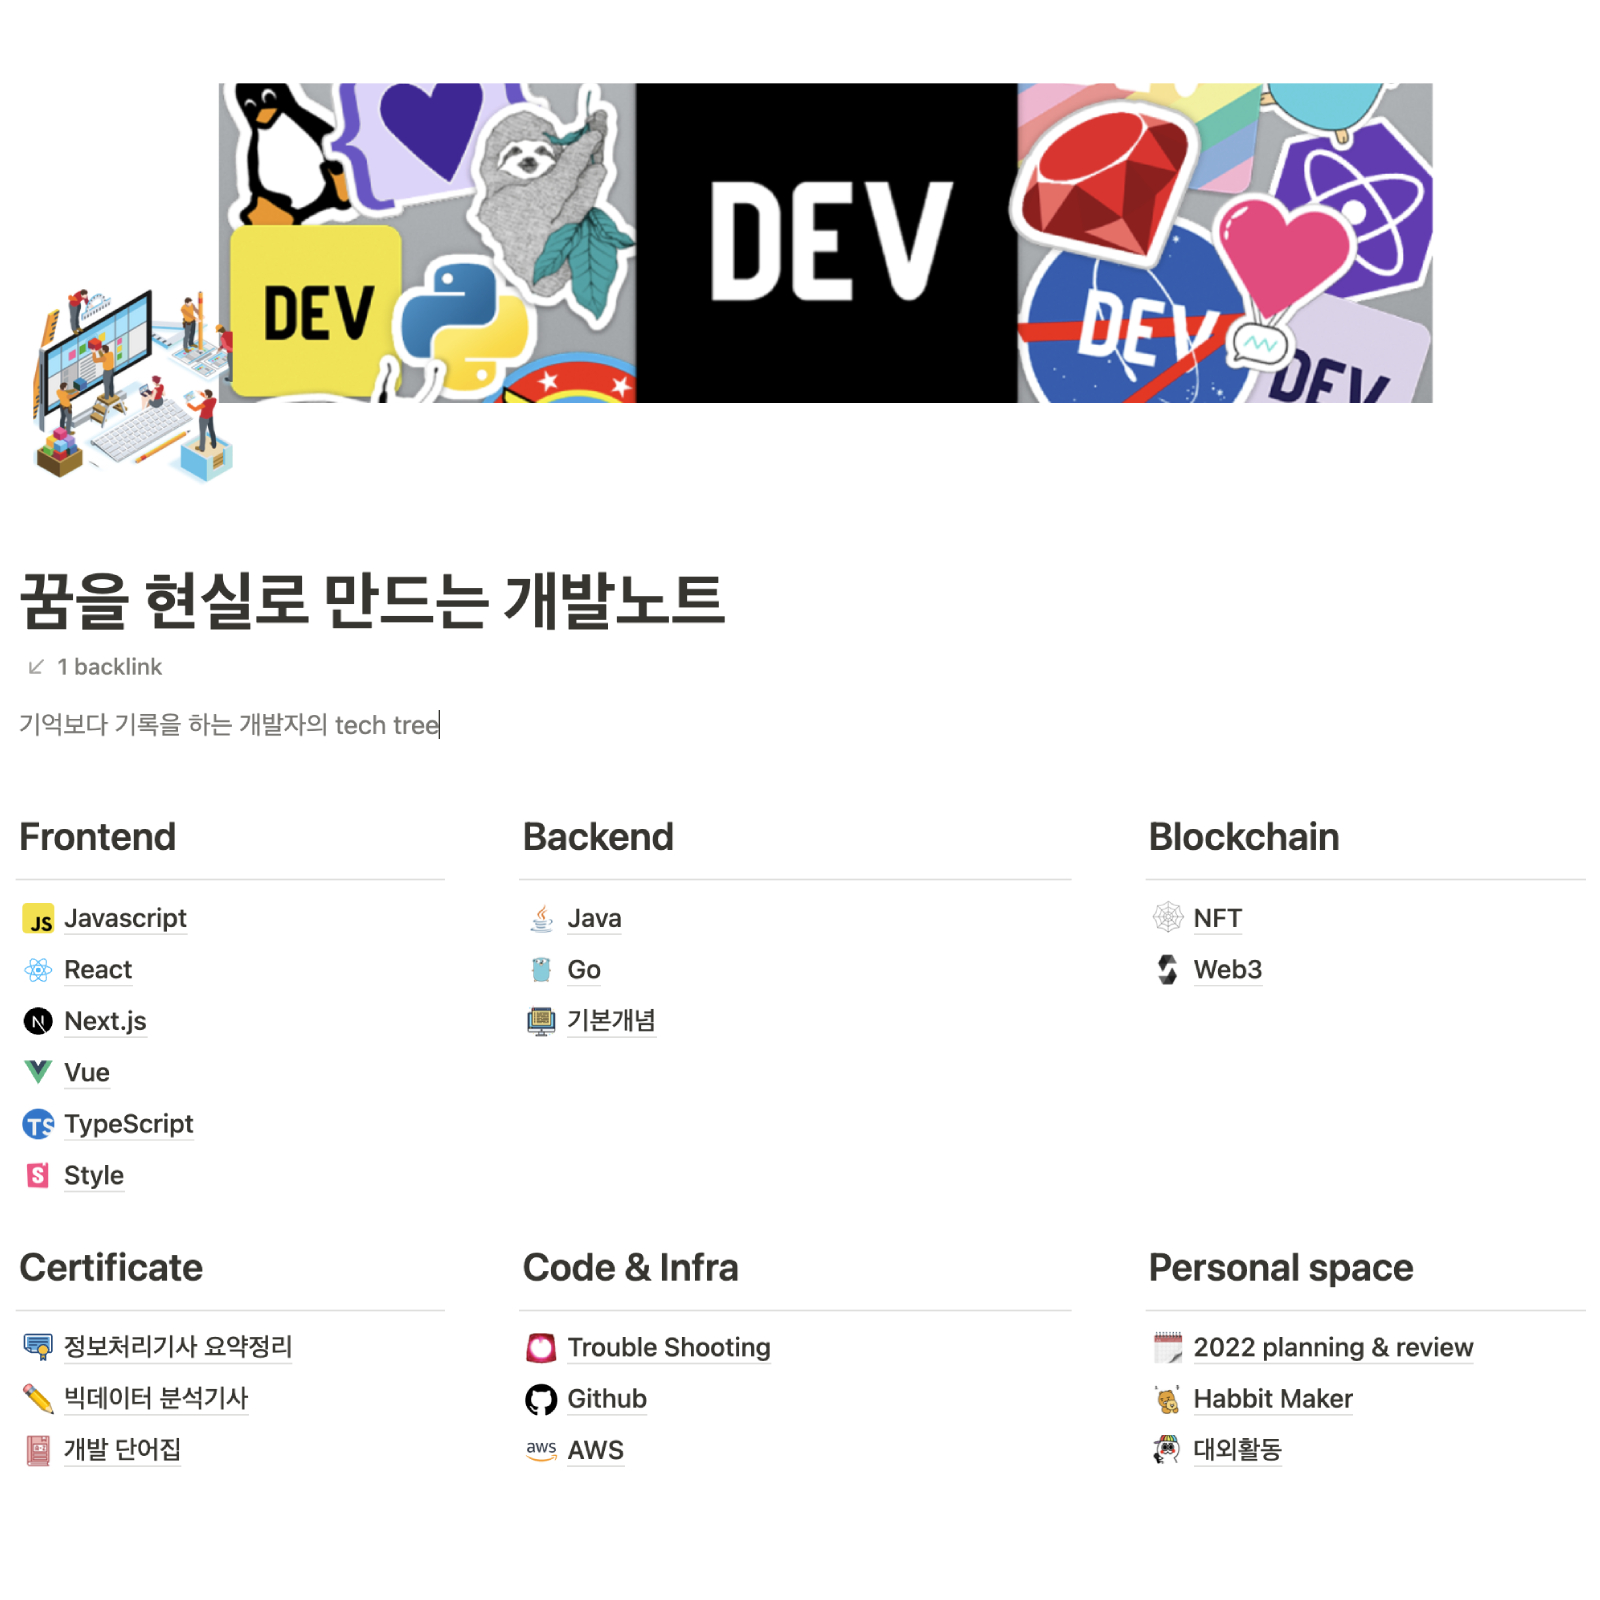 DEV
DEV
DEV
DEV
꿈을 현실로 만드는 개발노트
1 backlink
기억보다 기록을 하는 개발자의 tech tree
Frontend
JS Javascript
React
N Next.js
Vue
TS TypeScript
S Style
Backend
Java
Go
기본개념
Blockchain
NFT
Web3
Certificate
정보처리기사 요약정리
빅데이터 분석기사
개발 단어집
Code & Infra
Trouble Shooting
Github
aws AWS
Personal space
2022 planning & review
Habbit Maker
대외활동